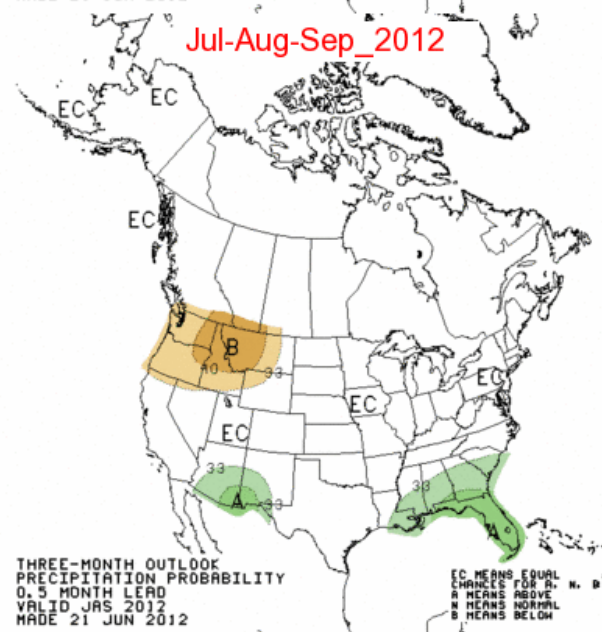 Jul-Aug-Sep_2012
EC
EC
EC
B
40
33
EC
EC
EC
33
33
A
33
A
THREE-MONTH OUTLOOK
PRECIPITATION PROBABILITY
0.5 MONTH LEAD
VALID JAS 2012
MADE 21 JUN 2012
EC MEANS EQUAL
CHANCES FOR A, N, B
A MEANS ABOVE
N MEANS NORMAL
B MEANS BELOW